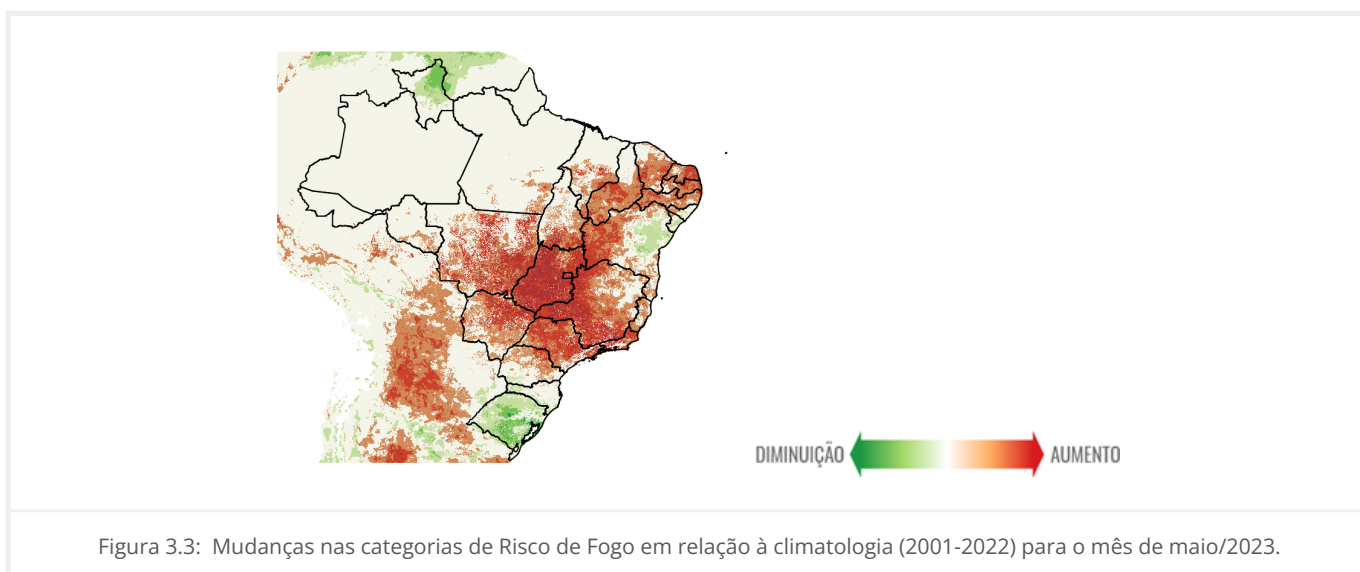 DIMINUIÇÃO
AUMENTO
Figura 3.3: Mudanças nas categorias de Risco de Fogo em relação à climatologia (2001-2022) para o mês de maio/2023.